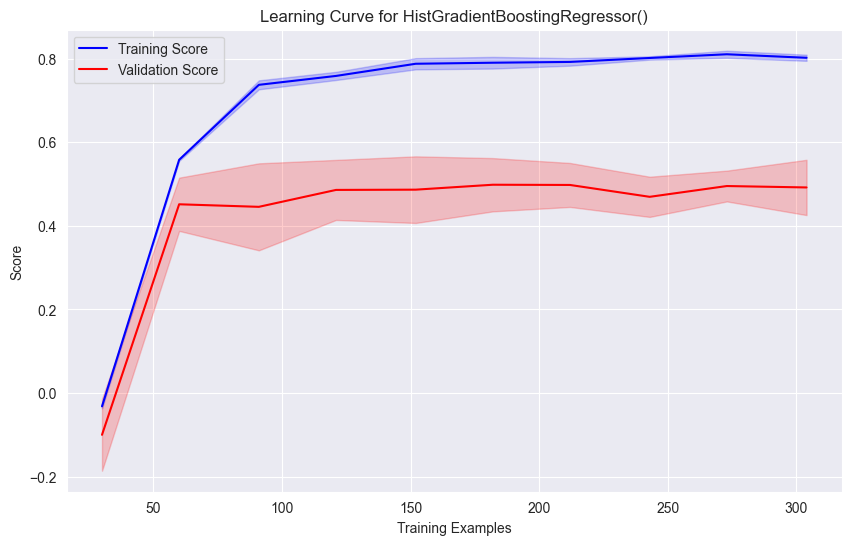 Learning Curve for HistGradientBoostingRegressor()
Training Score
Validation Score
0.8
0.6
0.4
0.2
0.0
−0.2
Score
50 100 150 200 250 300
Training Examples